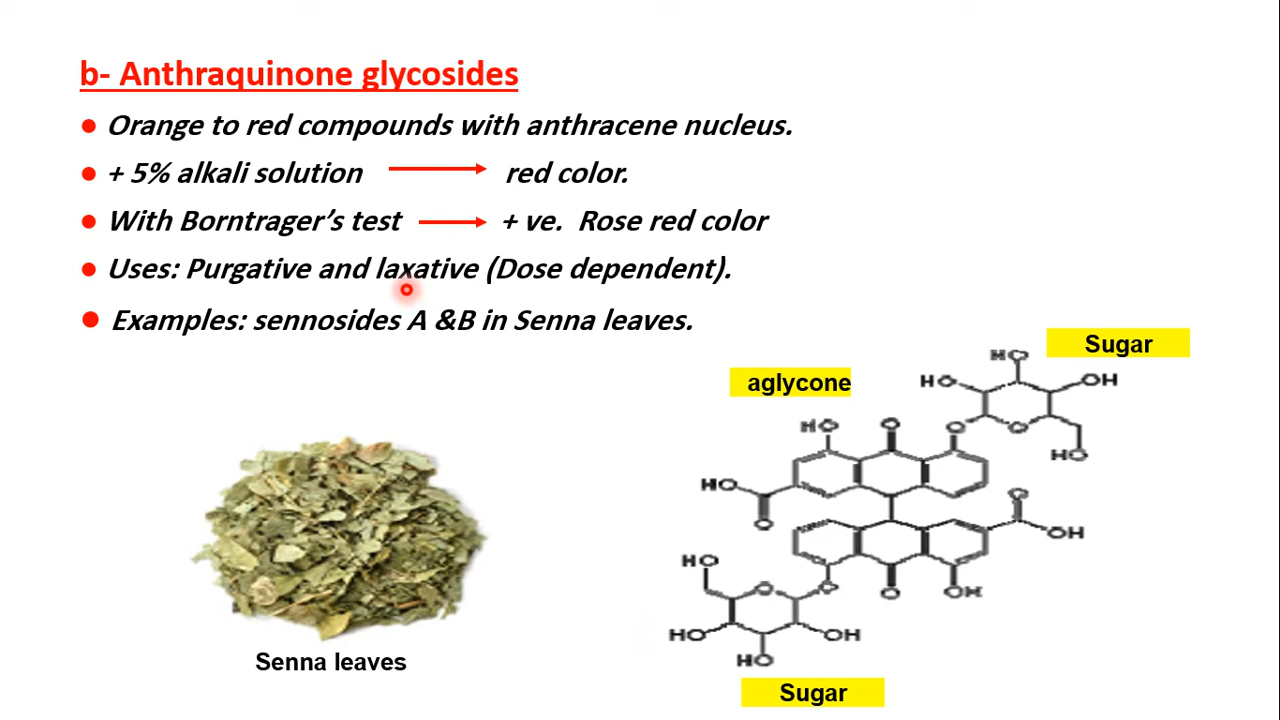 b- Anthraquinone glycosides
● Orange to red compounds with anthracene nucleus.
● + 5% alkali solution → red color.
● With Borntrager’s test → + ve. Rose red color
● Uses: Purgative and laxative (Dose dependent).
● Examples: sennosides A &B in Senna leaves.
Sugar
aglycone
HO
HO
OH
HO
O
O
O
HO
HO
O
O
OH
HO
O
O
O
OH
HO
OH
HO
Senna leaves
Sugar